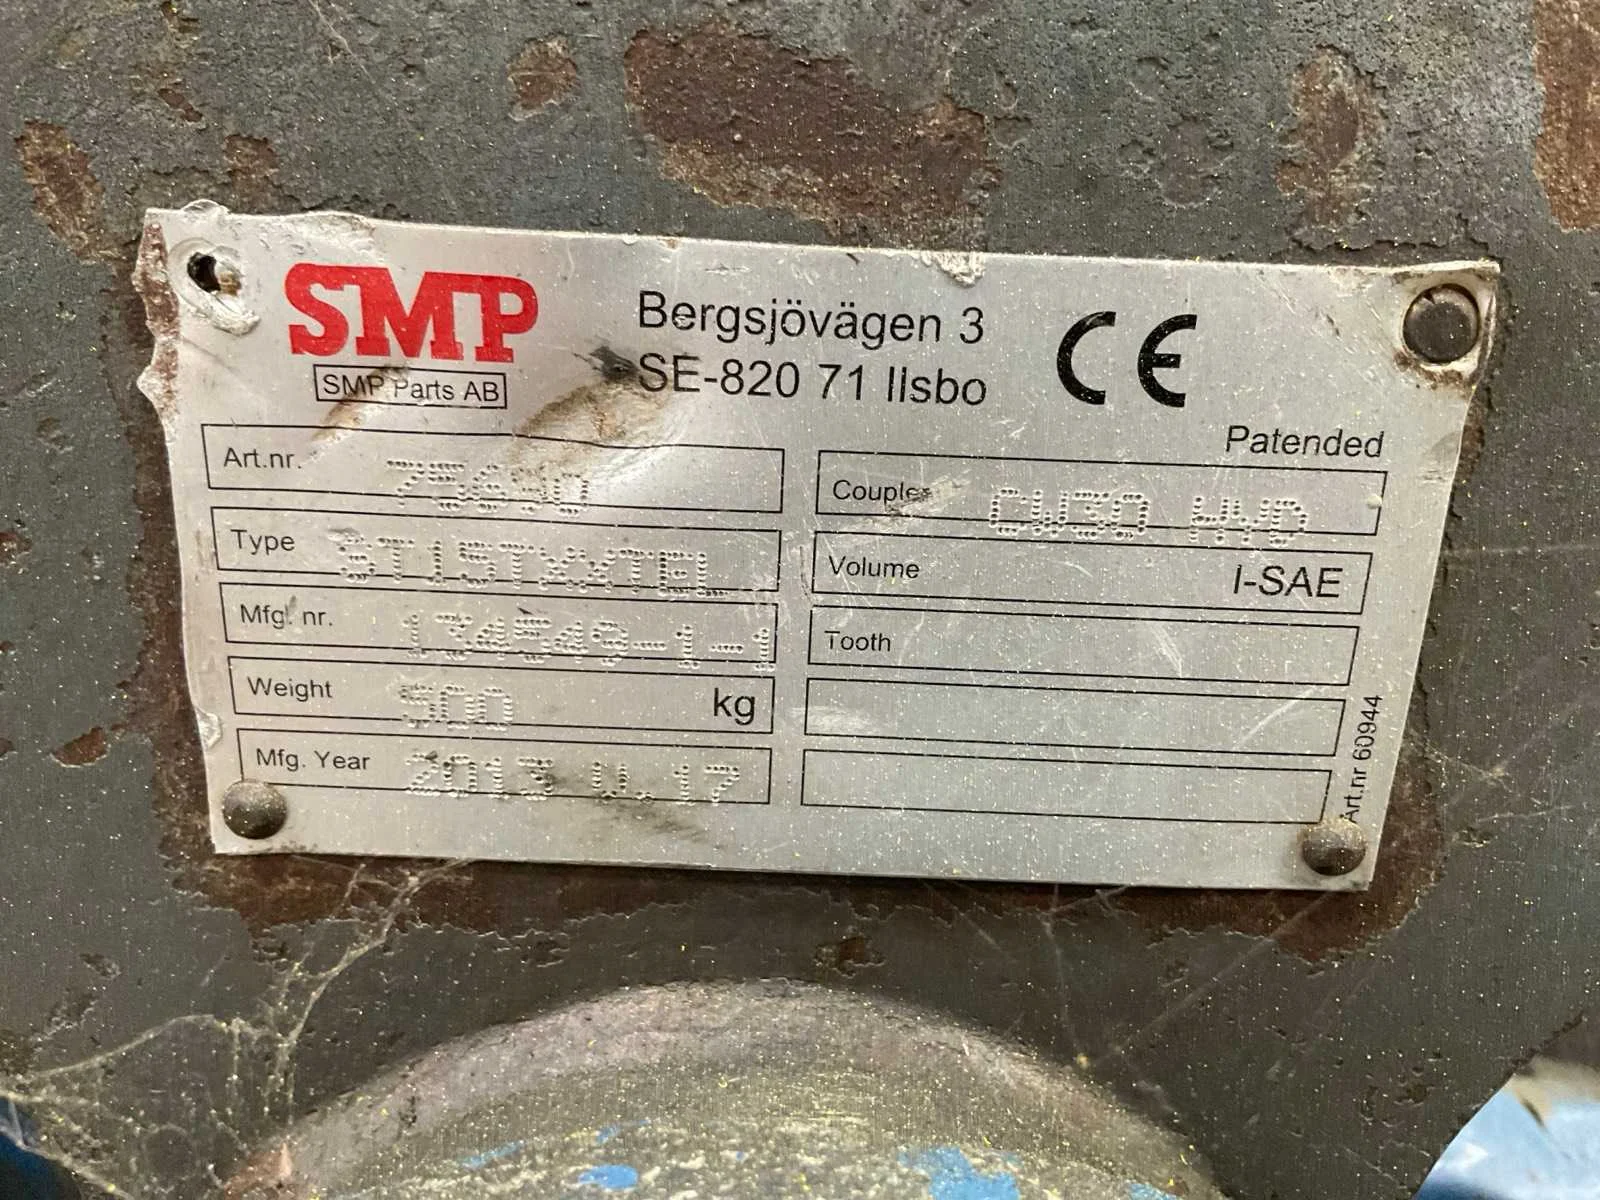 SMP
SMP Parts AB
Bergsjövägen 3
SE-820 71 Ilsbo
CE
Patended
Art.nr. 75690
Type ST15TXXTEL
Mfg. nr. 134549-1-1
Weight 500 kg
Mfg. Year 2013 W.17
Coupler CW30 HYD
Volume I-SAE
Tooth
Art.nr 60944